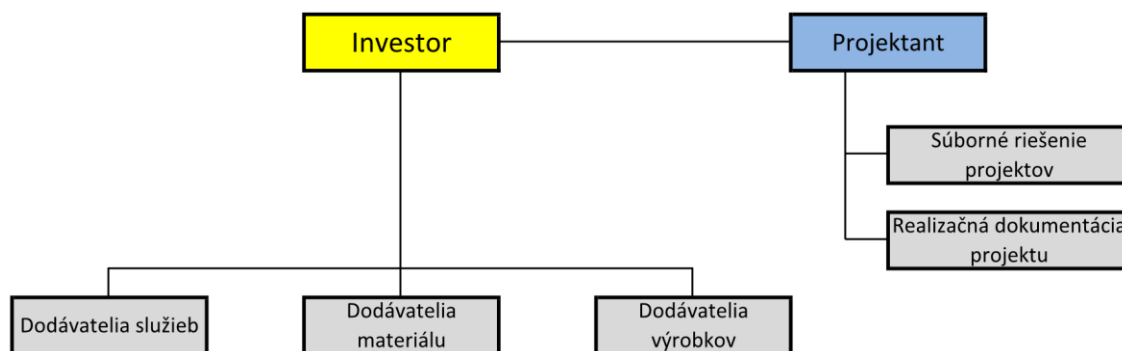 Investor
Projektant
Súborné riešenie
projektov
Realizačná dokumentácia
projektu
Dodávatelia služieb
Dodávatelia
materiálu
Dodávatelia
výrobkov